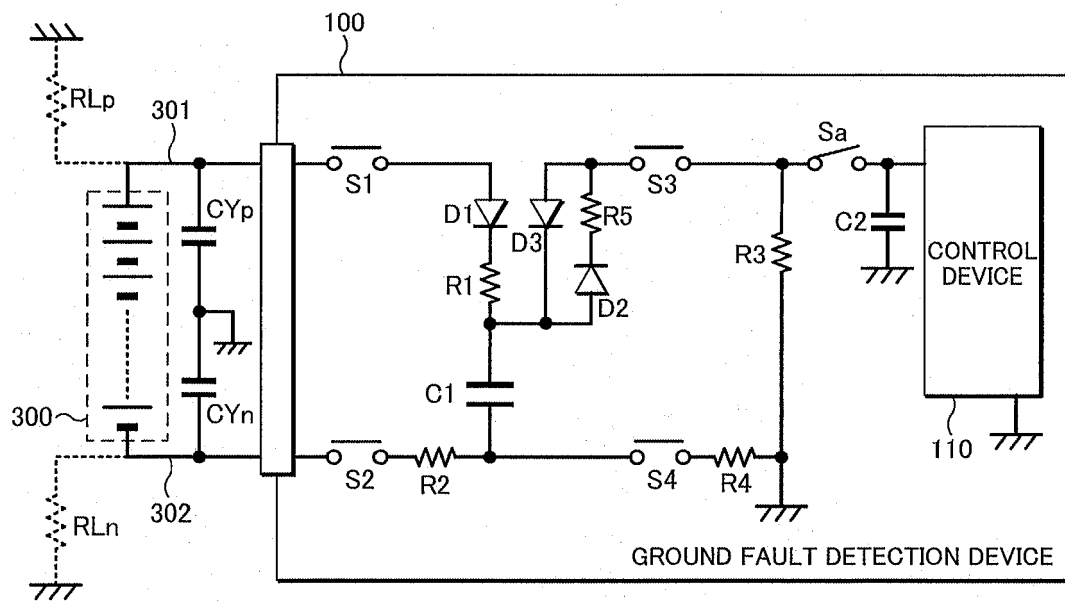 100
RLp
301
Sa
S1
S3
CYp
D1
D3
R5
C2
R3
CONTROL
DEVICE
R1
D2
C1
300
CYn
S2
R2
S4
R4
110
302
RLn
GROUND FAULT DETECTION DEVICE